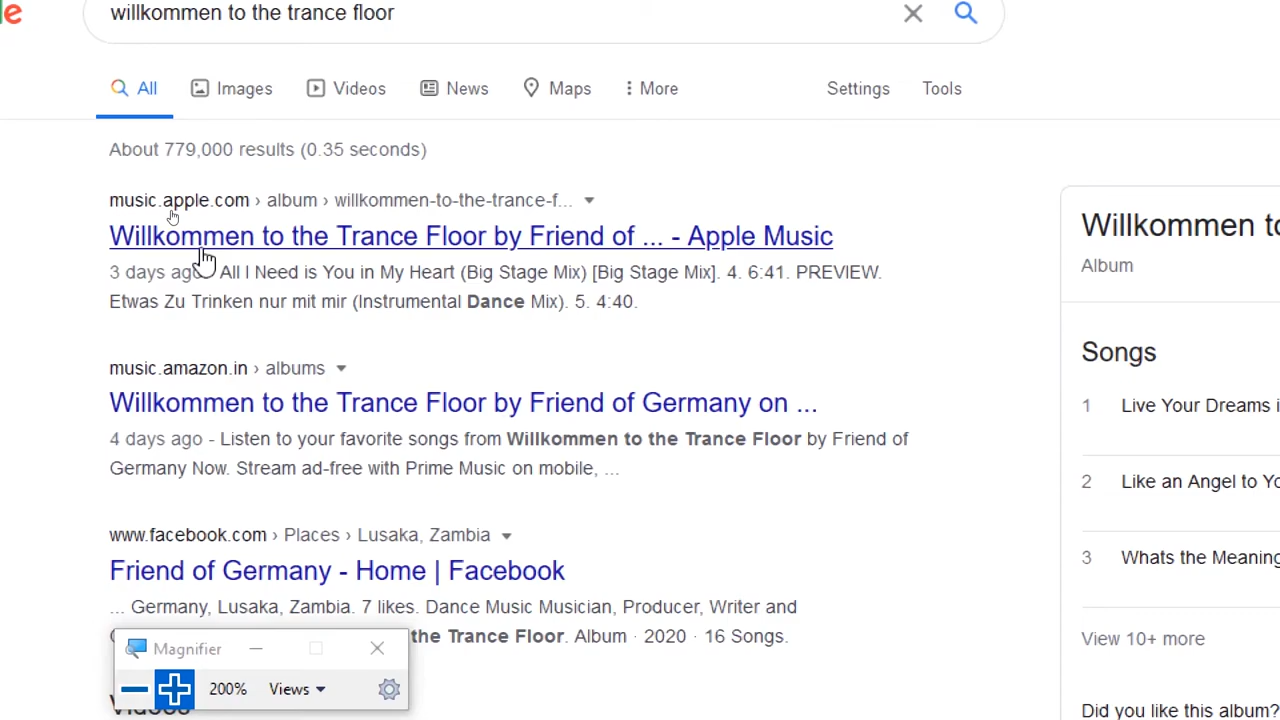 e
willkommen to the trance floor
All Images Videos News Maps More Settings Tools
About 779,000 results (0.35 seconds)
music.apple.com › album › willkommen-to-the-trance-f...
Willkommen to the Trance Floor by Friend of ... - Apple Music
3 days ago All I Need is You in My Heart (Big Stage Mix) [Big Stage Mix]. 4. 6:41. PREVIEW.
Etwas Zu Trinken nur mit mir (Instrumental Dance Mix). 5. 4:40.
music.amazon.in › albums
Willkommen to the Trance Floor by Friend of Germany on ...
4 days ago - Listen to your favorite songs from Willkommen to the Trance Floor by Friend of
Germany Now. Stream ad-free with Prime Music on mobile, ...
www.facebook.com › Places › Lusaka, Zambia
Friend of Germany - Home | Facebook
... Germany, Lusaka, Zambia. 7 likes. Dance Music Musician, Producer, Writer and
the Trance Floor. Album · 2020 · 16 Songs.
Magnifier
200% Views
Videos
Willkommen to
Album
Songs
1 Live Your Dreams i
2 Like an Angel to Yo
3 Whats the Meaning
View 10+ more
Did you like this album?